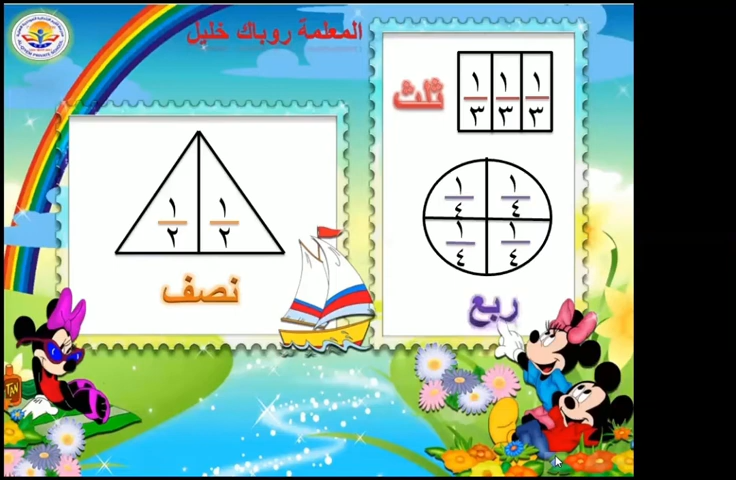 المعلمة روباك خليل
ثلث
١/٣ ١/٣ ١/٣
١/٤ ١/٤
١/٤ ١/٤
ربع
١/٢ ١/٢
نصف
TAN